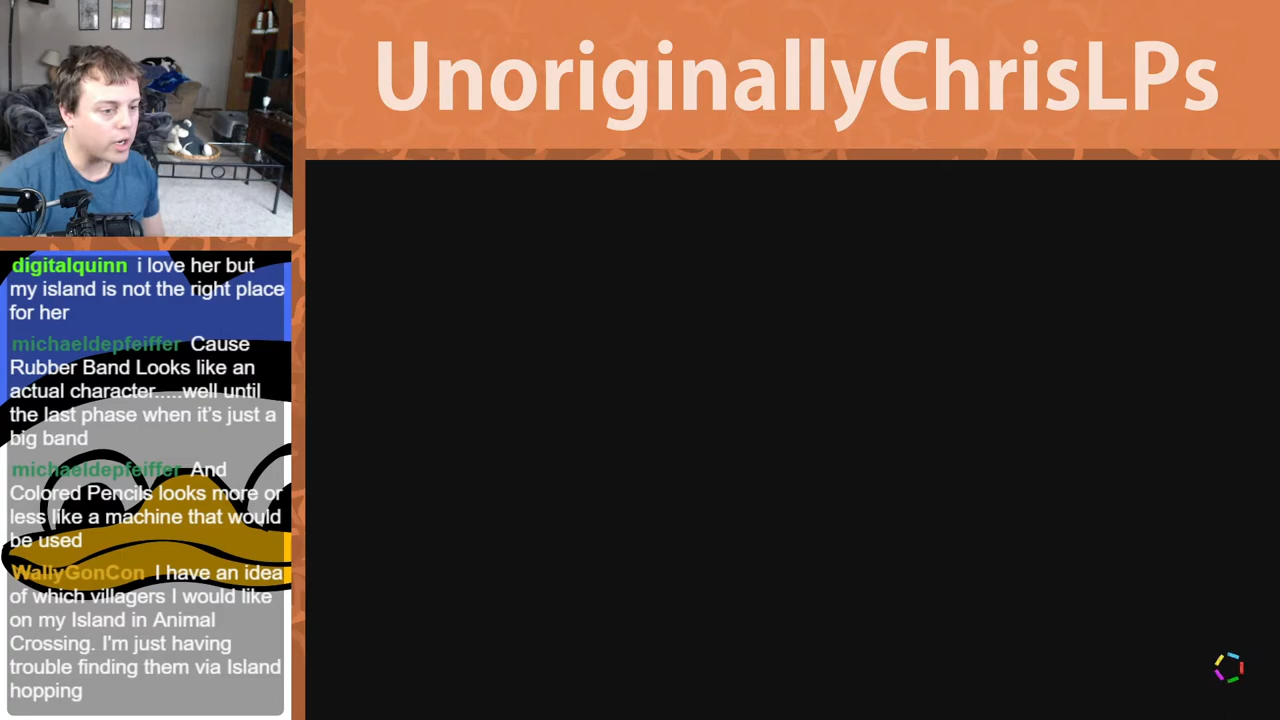 UnoriginallyChrisLPs
digitalquinn i love her but
my island is not the right place
for her
michaeldepfeiffer Cause
Rubber Band Looks like an
actual character.....well until
the last phase when it's just a
big band
michaeldepfeiffer And
Colored Pencils looks more or
less like a machine that would
be used
WallyGonCon I have an idea
of which villagers I would like
on my Island in Animal
Crossing. I'm just having
trouble finding them via Island
hopping